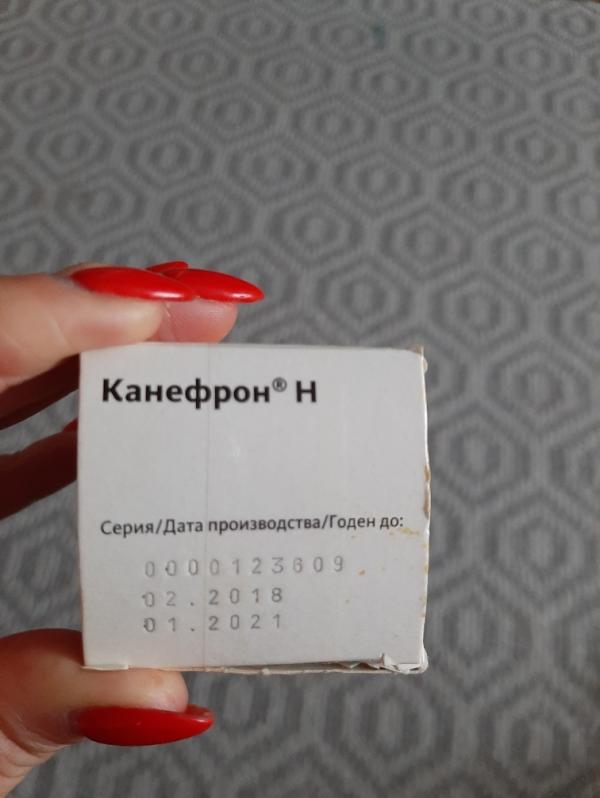 Канефрон® Н
Серия/Дата производства/Годен до:
0000123609
02.2018
01.2021